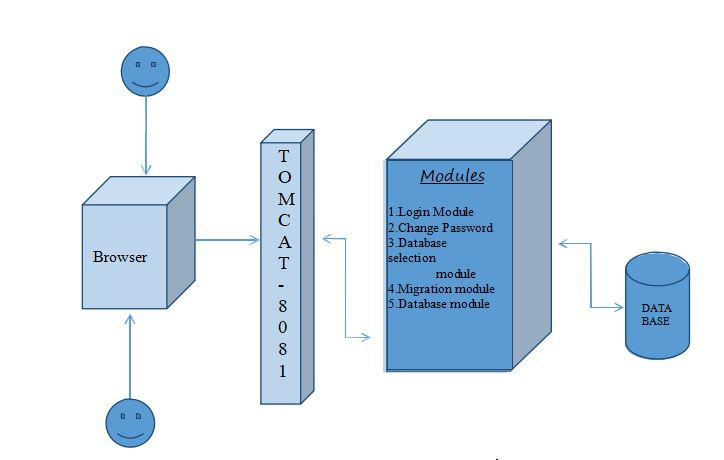 Browser
T
O
M
C
A
T
-
8
0
8
1
Modules
1.Login Module
2.Change Password
3.Database
selection
module
4.Migration module
5.Database module
DATA
BASE